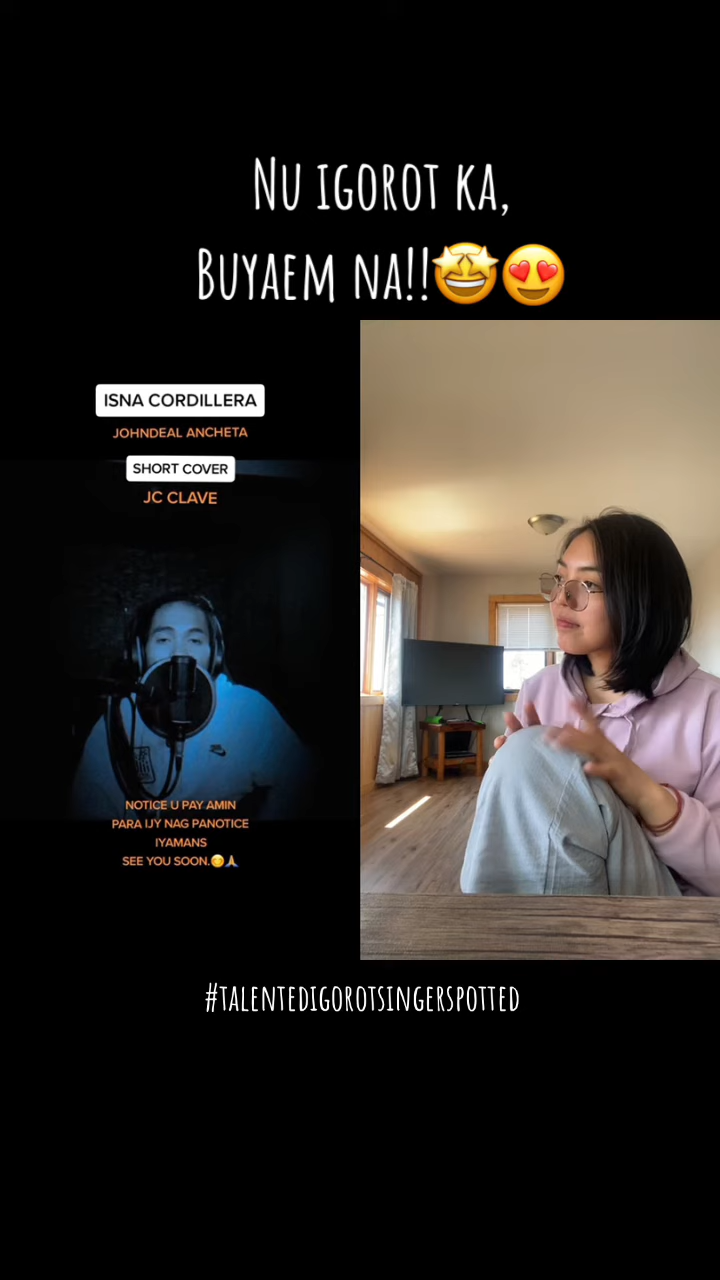 Nu igorot ka,
Buyaem na!!🤩😍
ISNA CORDILLERA
JOHNDEAL ANCHETA
SHORT COVER
JC CLAVE
NOTICE U PAY AMIN
PARA IJY NAG PANOTICE
IYAMANS
SEE YOU SOON.😊🙏
#talentedigorotsingerspotted